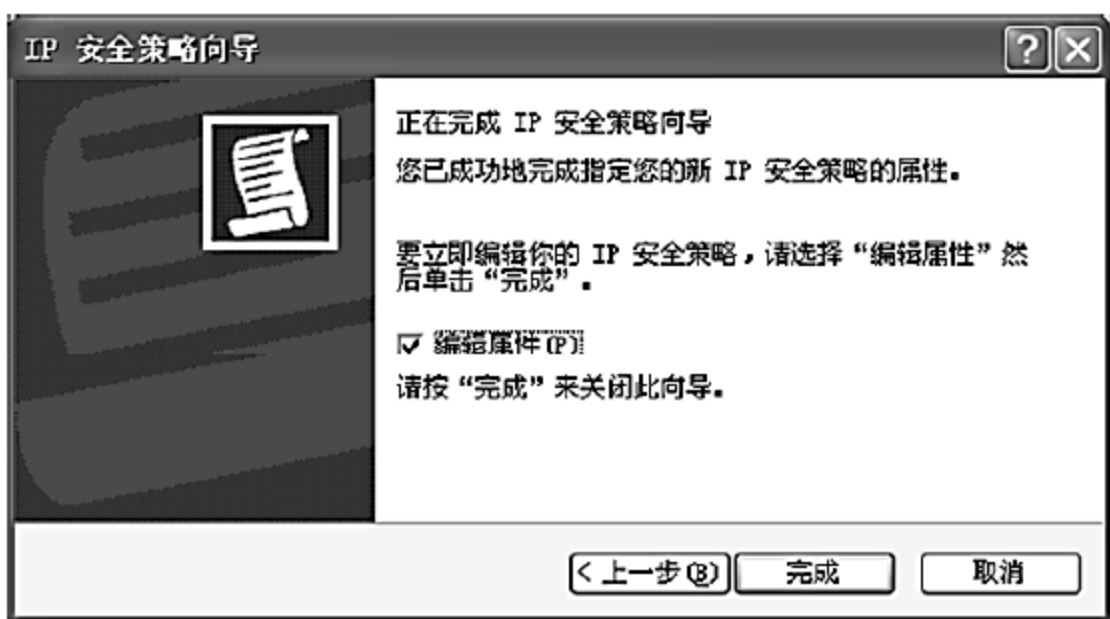 IP 安全策略向导
正在完成 IP 安全策略向导
您已成功地完成指定您的新 IP 安全策略的属性。
要立即编辑你的 IP 安全策略,请选择“编辑属性”然
后单击“完成”。
编辑属性(P)
请按“完成”来关闭此向导。
< 上一步(B) 完成 取消